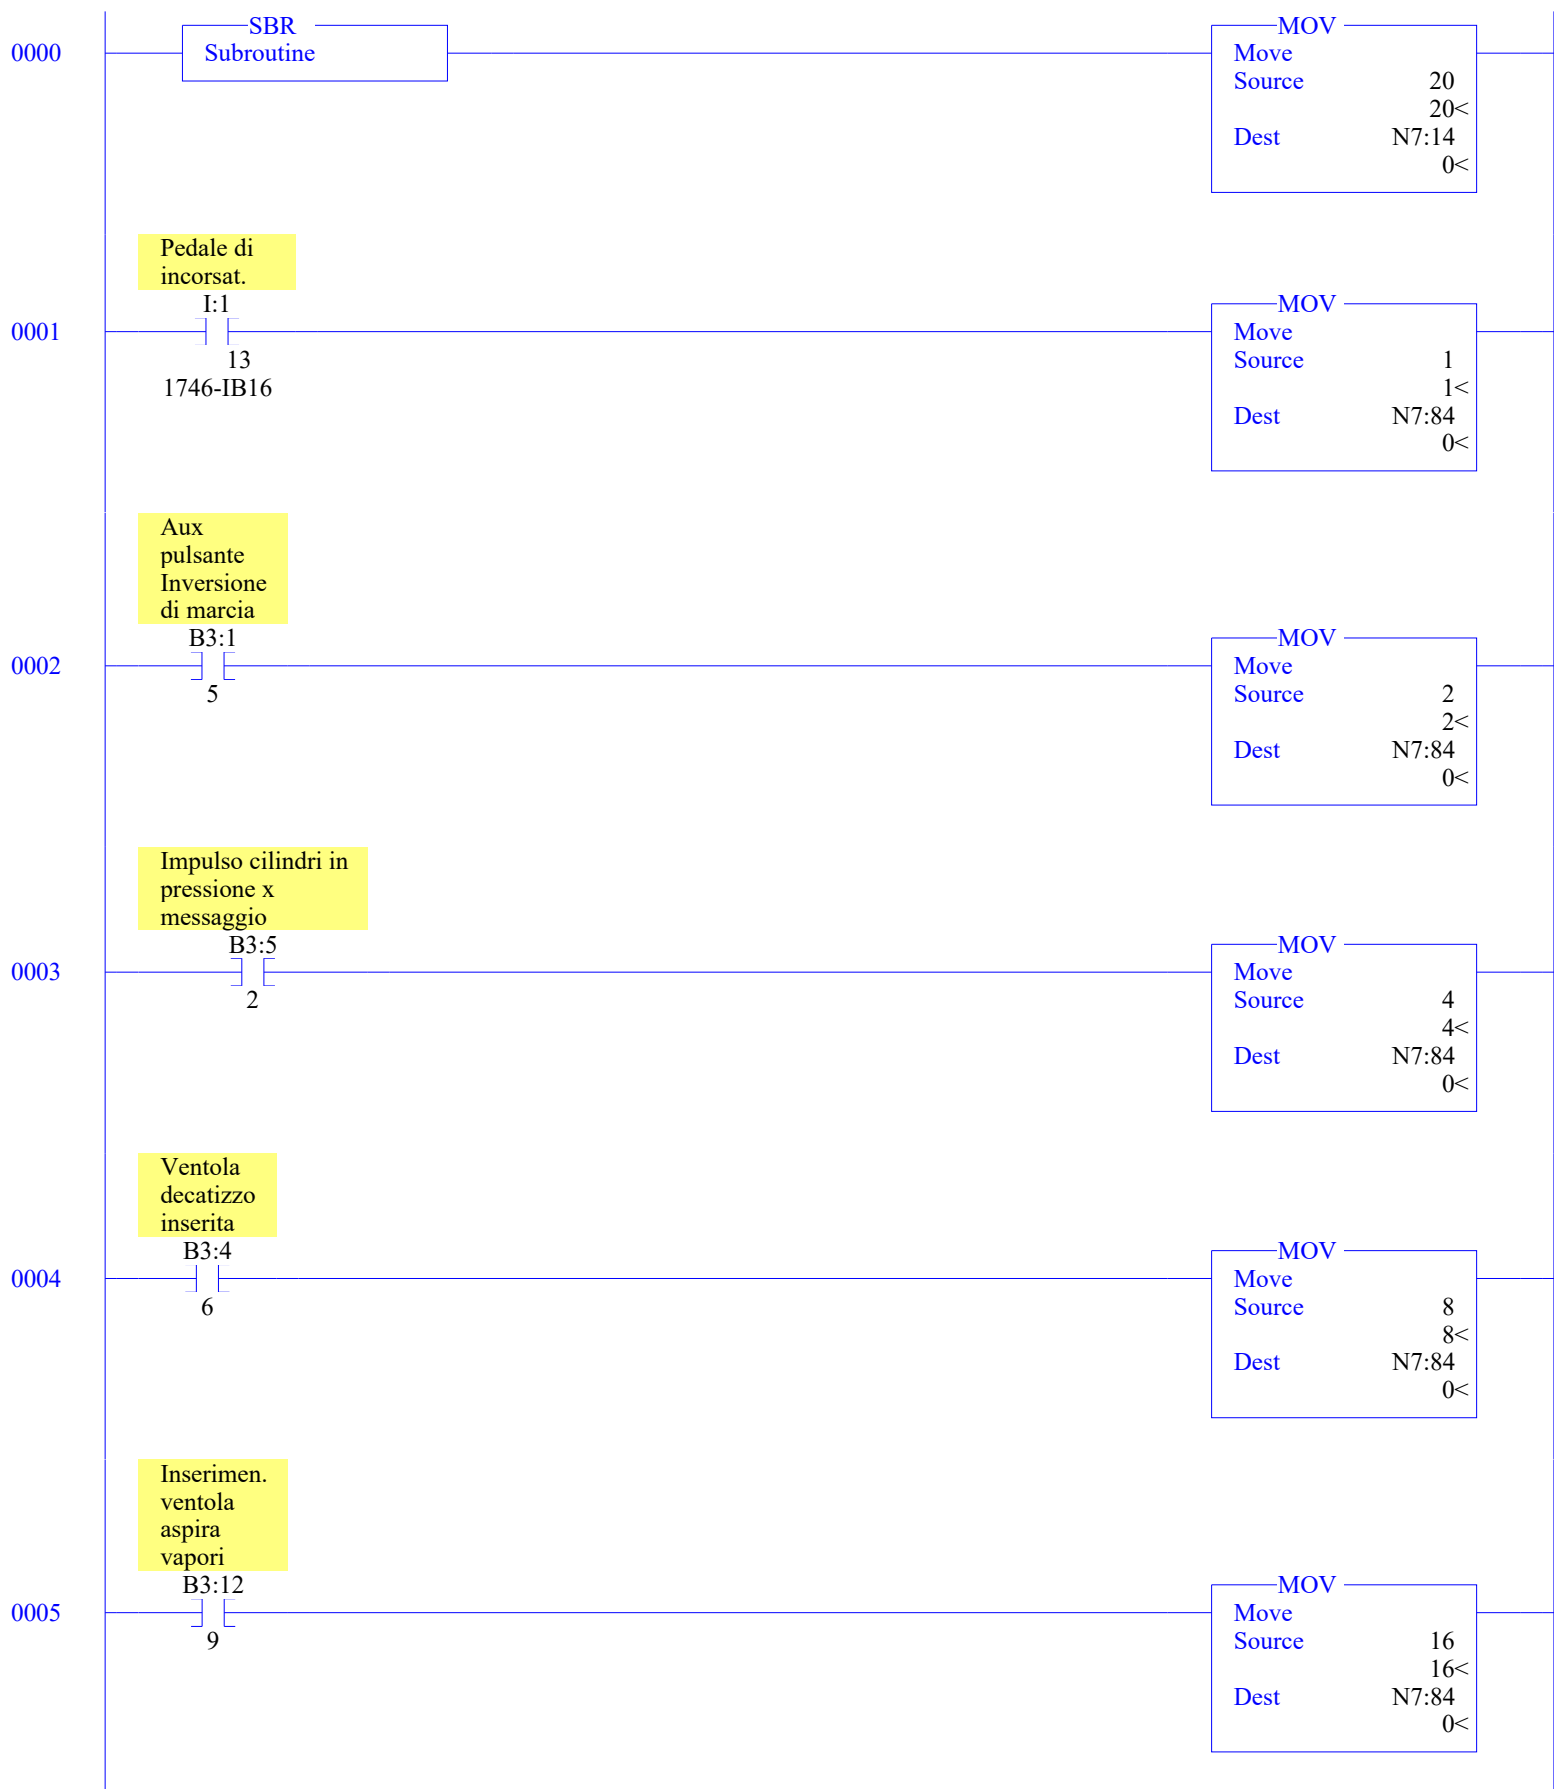 SBR
MOV
0000
Subroutine
Move
Source 20
20<
Dest N7:14
0<
Pedale di
incorsat.
I:1
MOV
0001
Move
13
Source 1
1746-IB16
1<
Dest N7:84
0<
Aux
pulsante
Inversione
di marcia
B3:1
MOV
0002
Move
5
Source 2
2<
Dest N7:84
0<
Impulso cilindri in
pressione x
messaggio
B3:5
MOV
0003
Move
2
Source 4
4<
Dest N7:84
0<
Ventola
decatizzo
inserita
B3:4
MOV
0004
Move
6
Source 8
8<
Dest N7:84
0<
Inserimen.
ventola
aspira
vapori
B3:12
MOV
0005
Move
9
Source 16
16<
Dest N7:84
0<